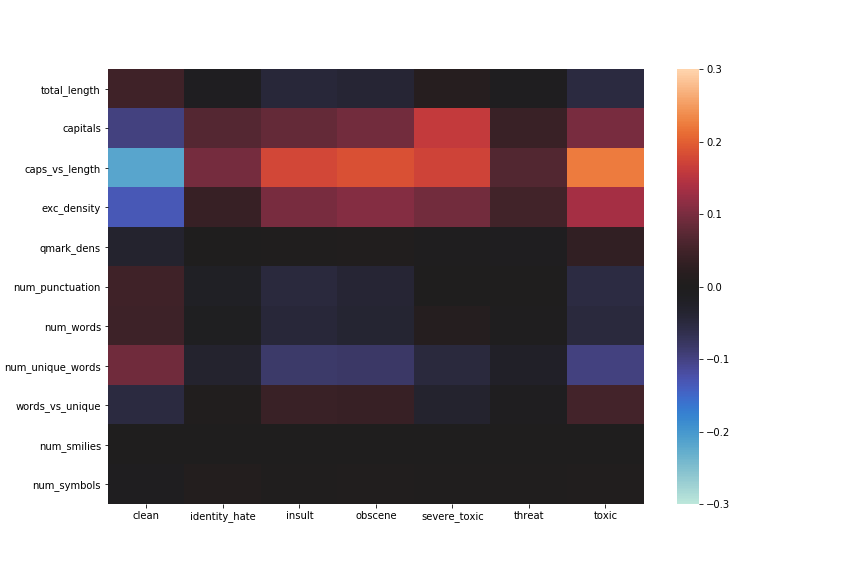 total_length
capitals
caps_vs_length
exc_density
qmark_dens
num_punctuation
num_words
num_unique_words
words_vs_unique
num_smilies
num_symbols
clean identity_hate insult obscene severe_toxic threat toxic
0.3
0.2
0.1
0.0
−0.1
−0.2
−0.3